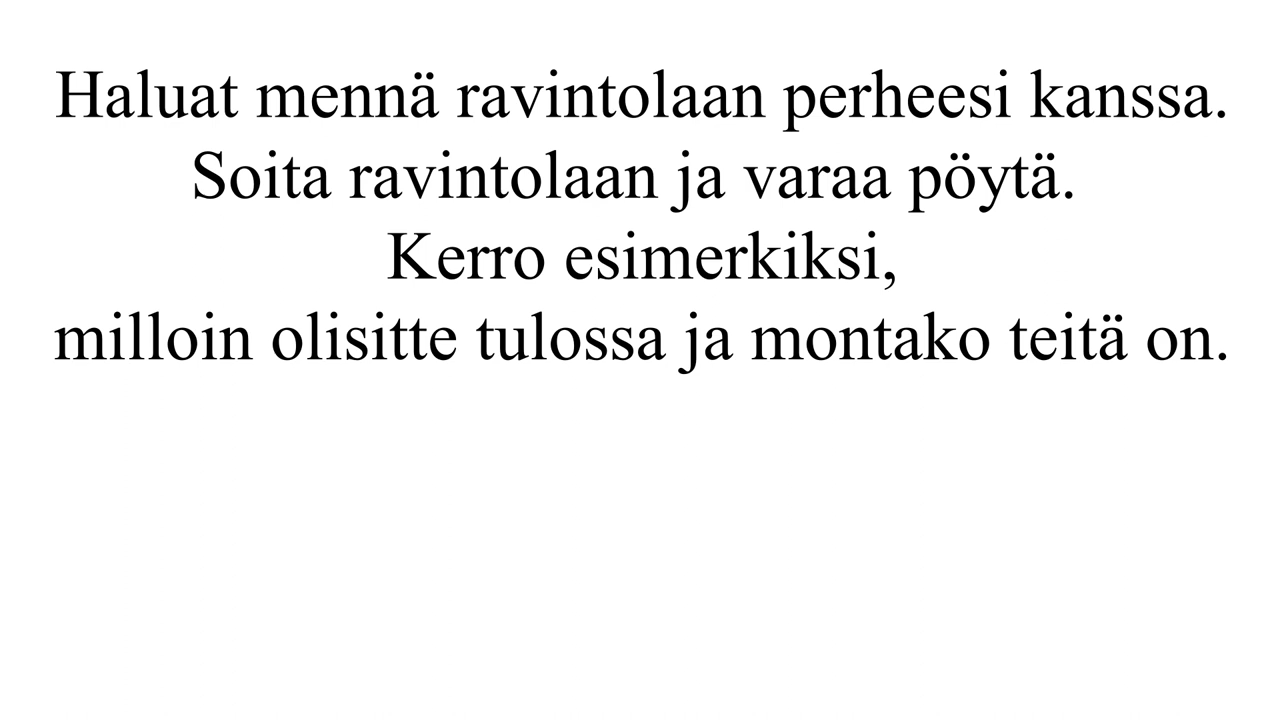 Haluat mennä ravintolaan perheesi kanssa.
Soita ravintolaan ja varaa pöytä.
Kerro esimerkiksi,
milloin olisitte tulossa ja montako teitä on.